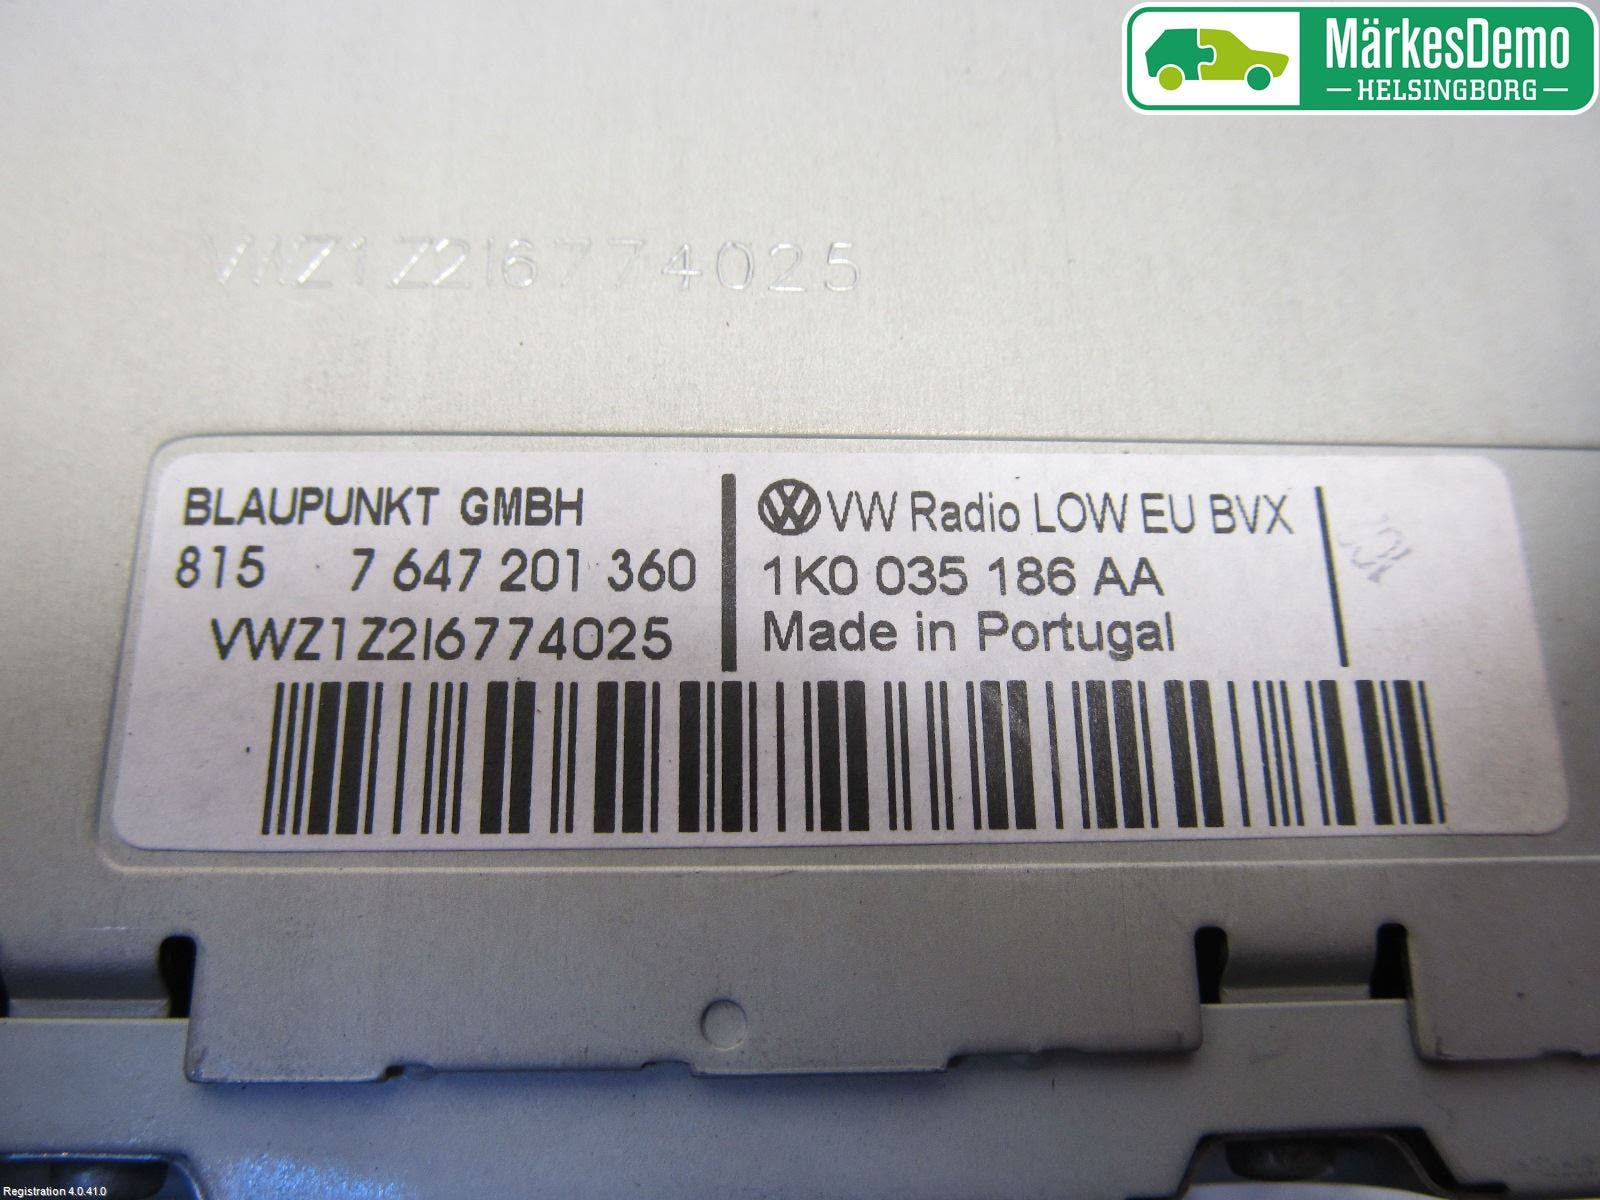 MärkesDemo
HELSINGBORG
VWZ1Z2I6774025
BLAUPUNKT GMBH
815 7 647 201 360
VWZ1Z2I6774025
VW Radio LOW EU BVX
1K0 035 186 AA
Made in Portugal
Registration 4.0.41.0